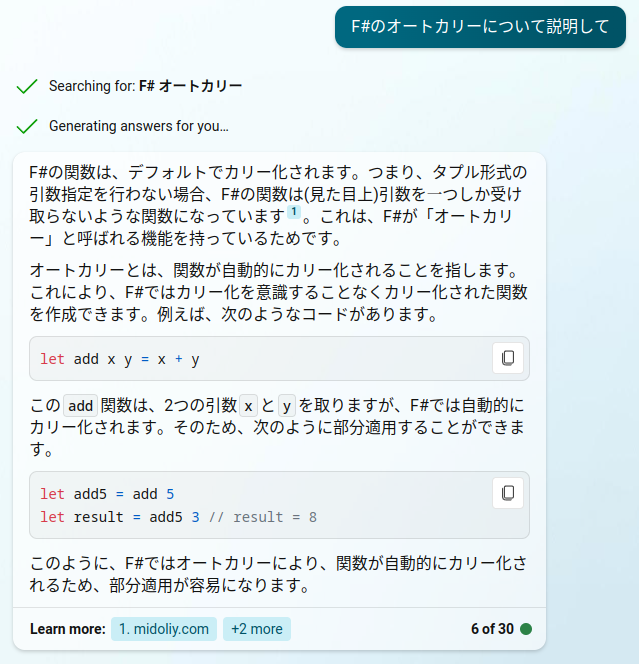 F#のオートカリーについて説明して
Searching for: F# オートカリー
Generating answers for you…
F#の関数は、デフォルトでカリー化されます。つまり、タプル形式の
引数指定を行わない場合、F#の関数は(見た目上)引数を一つしか受け
取らないような関数になっています 1 。これは、F#が「オートカリ
ー」と呼ばれる機能を持っているためです。
オートカリーとは、関数が自動的にカリー化されることを指します。
これにより、F#ではカリー化を意識することなくカリー化された関数
を作成できます。例えば、次のようなコードがあります。
let add x y = x + y
この add 関数は、2つの引数 x と y を取りますが、F#では自動的に
カリー化されます。そのため、次のように部分適用することができま
す。
let add5 = add 5
let result = add5 3 // result = 8
このように、F#ではオートカリーにより、関数が自動的にカリー化さ
れるため、部分適用が容易になります。
Learn more: 1. midoliy.com +2 more 6 of 30